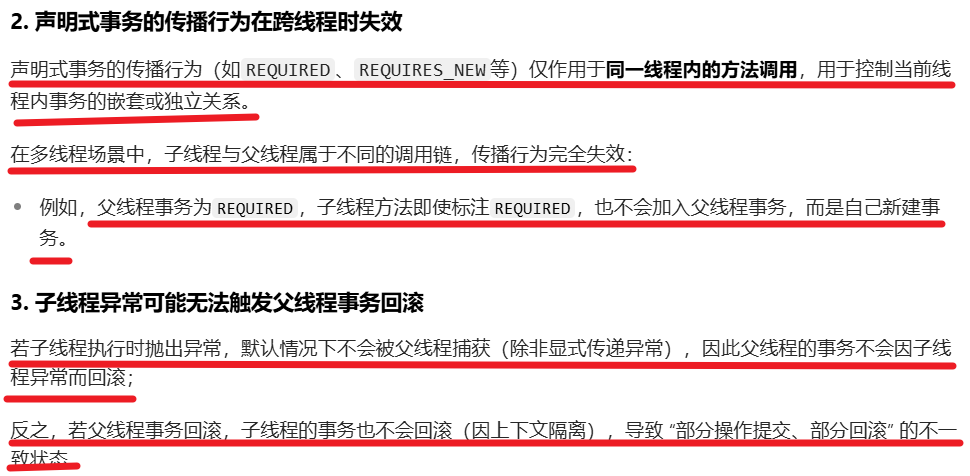 2. 声明式事务的传播行为在跨线程时失效
声明式事务的传播行为（如 REQUIRED、REQUIRES_NEW 等）仅作用于同一线程内的方法调用，用于控制当前线
程内事务的嵌套或独立关系。
在多线程场景中，子线程与父线程属于不同的调用链，传播行为完全失效：
例如，父线程事务为 REQUIRED，子线程方法即使标注 REQUIRED，也不会加入父线程事务，而是自己新建事
务。
3. 子线程异常可能无法触发父线程事务回滚
若子线程执行时抛出异常，默认情况下不会被父线程捕获（除非显式传递异常），因此父线程的事务不会因子线
程异常而回滚；
反之，若父线程事务回滚，子线程的事务也不会回滚（因上下文隔离），导致 “部分操作提交、部分回滚” 的不一
致状态。